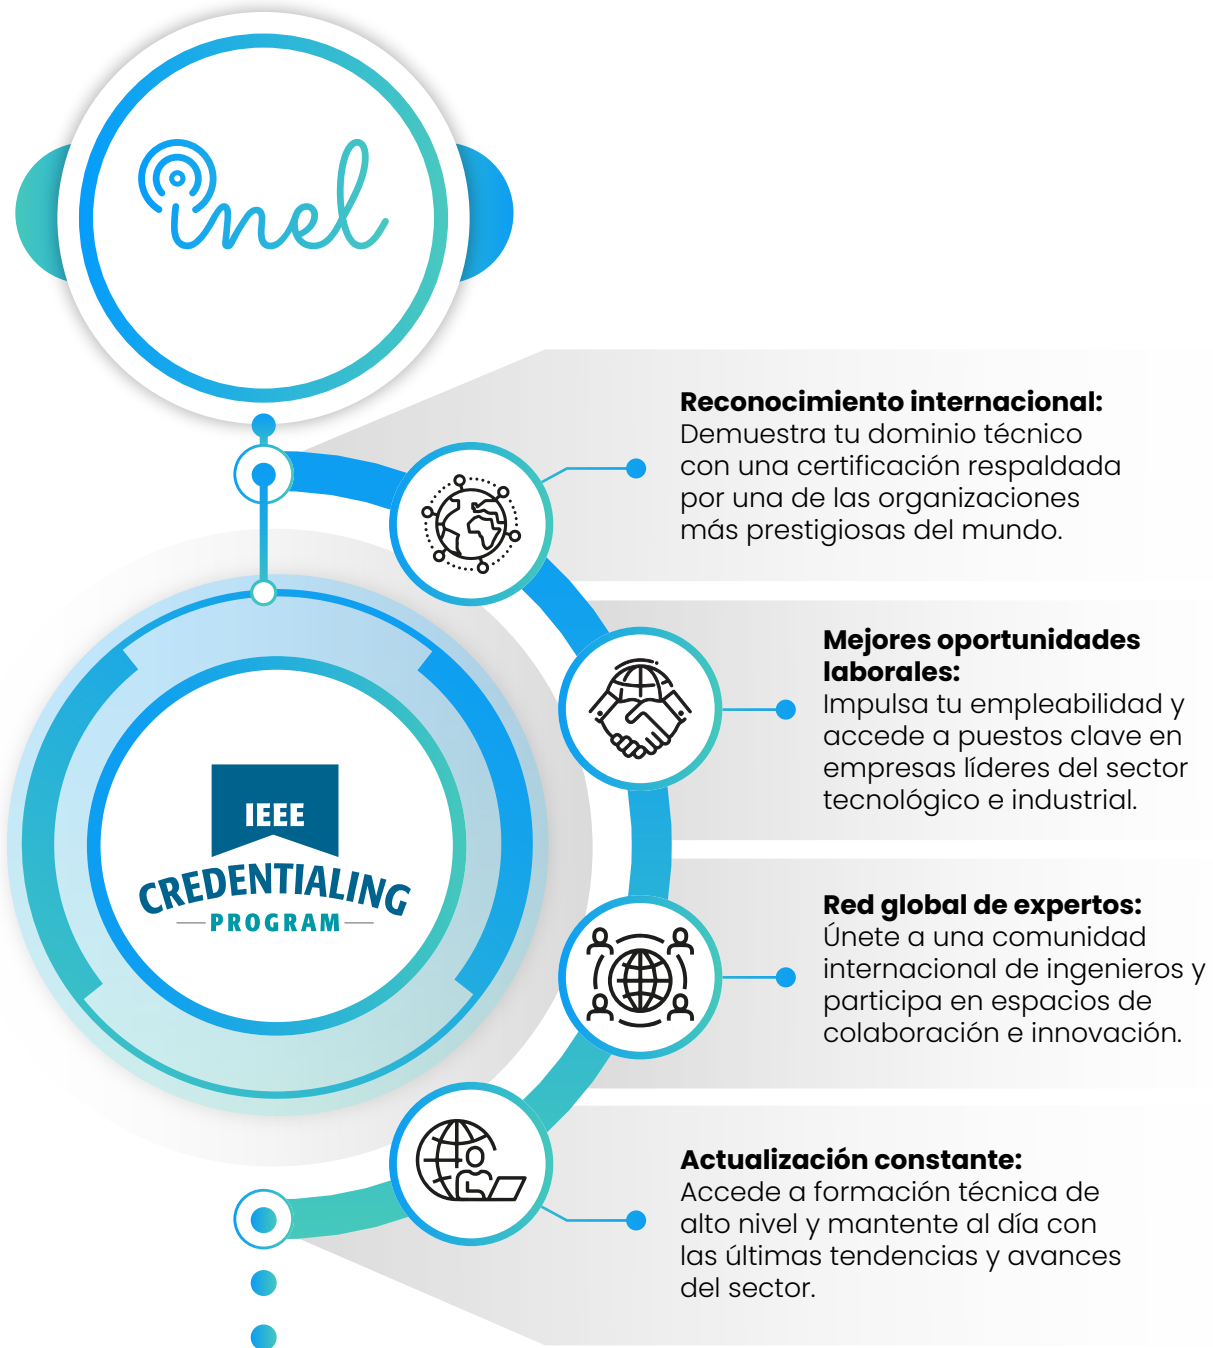 inel
Reconocimiento internacional:
Demuestra tu dominio técnico
con una certificación respaldada
por una de las organizaciones
más prestigiosas del mundo.
Mejores oportunidades
laborales:
Impulsa tu empleabilidad y
accede a puestos clave en
empresas líderes del sector
tecnológico e industrial.
IEEE
CREDENTIALING
PROGRAM
Red global de expertos:
Únete a una comunidad
internacional de ingenieros y
participa en espacios de
colaboración e innovación.
Actualización constante:
Accede a formación técnica de
alto nivel y mantente al día con
las últimas tendencias y avances
del sector.